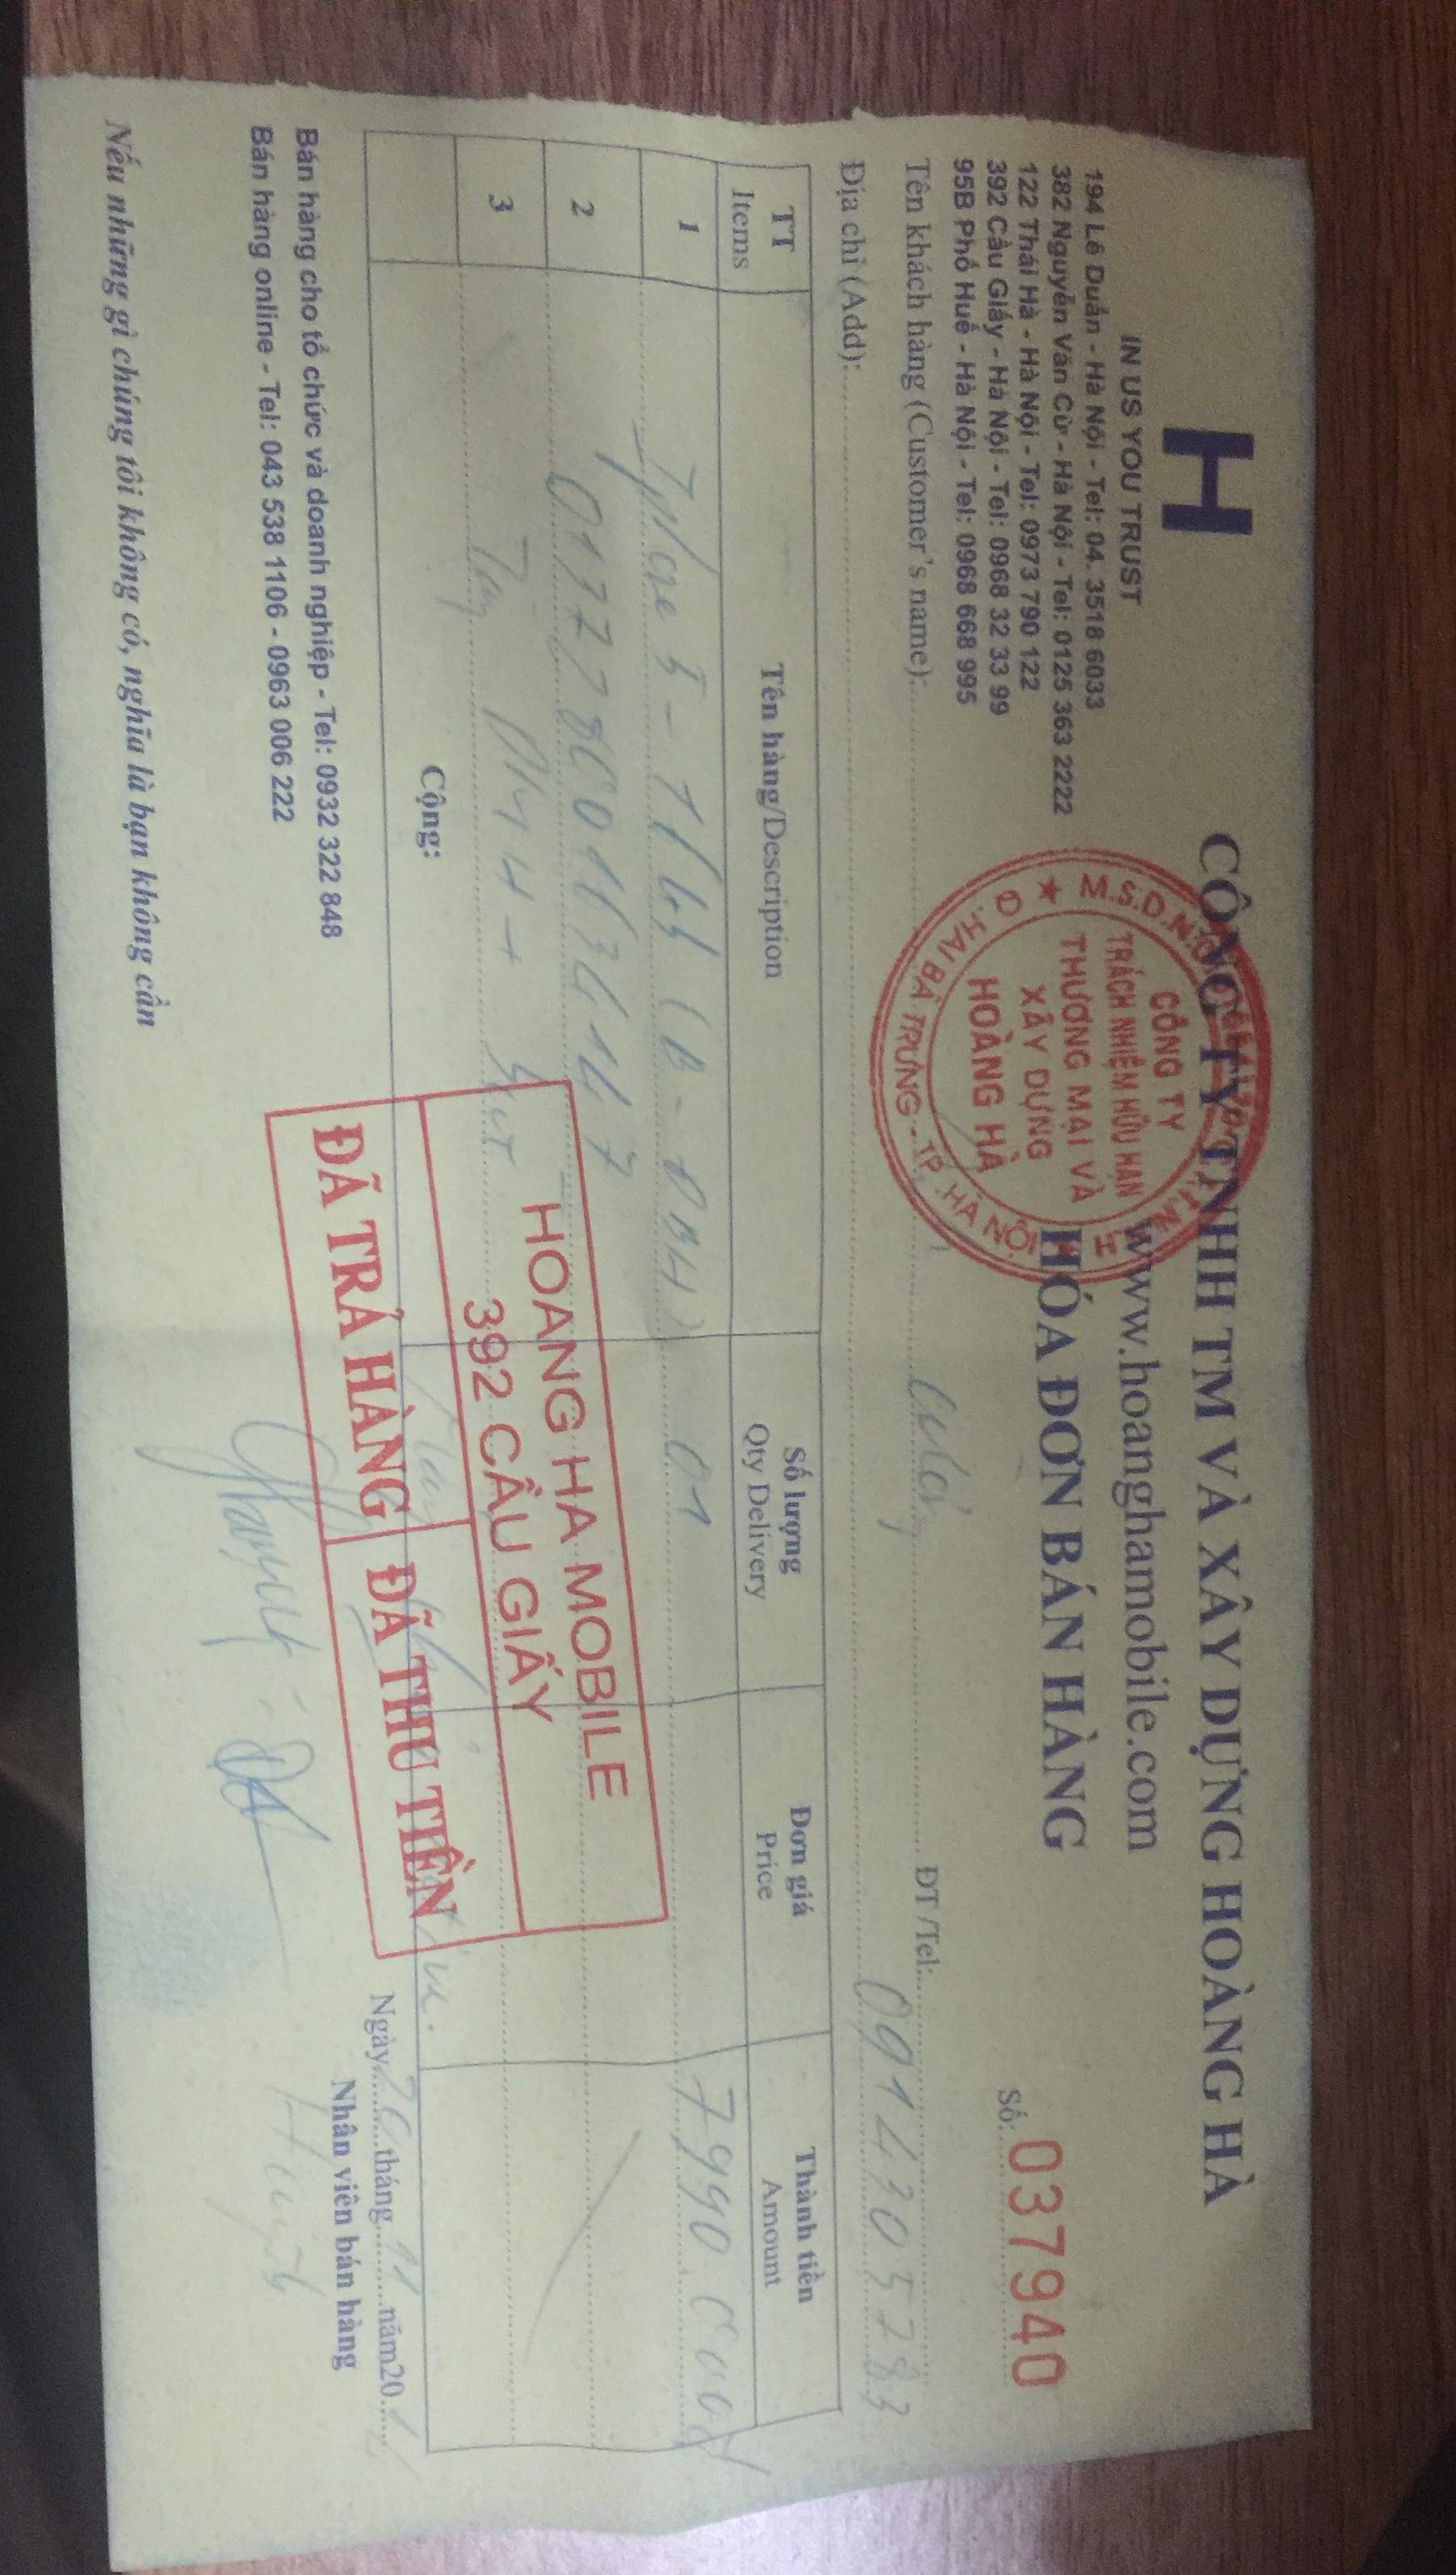 H
IN US YOU TRUST
194 Lê Duẩn - Hà Nội - Tel: 04. 3518 6033
382 Nguyễn Văn Cừ - Hà Nội - Tel: 0125 363 2222
122 Thái Hà - Hà Nội - Tel: 0973 790 122
392 Cầu Giấy - Hà Nội - Tel: 0968 32 33 99
95B Phố Huế - Hà Nội - Tel: 0968 668 995
CÔNG TY TNHH TM VÀ XÂY DỰNG HOÀNG HÀ
www.hoanghamobile.com
HÓA ĐƠN BÁN HÀNG
Số: 037940
M.S.D.N
CÔNG TY
TRÁCH NHIỆM HỮU HẠN
THƯƠNG MẠI VÀ
XÂY DỰNG
HOÀNG HÀ
Q. HAI BÀ TRƯNG - TP. HÀ NỘI
Tên khách hàng (Customer's name): ĐT/Tel: 0914303783
Địa chỉ (Add):
TT Tên hàng/Description Số lượng Đơn giá Thành tiền
Items Qty Delivery Price Amount
1 01 7990.000đ
2
3
Cộng:
HOANG HA MOBILE
392 CẦU GIẤY
ĐÃ TRẢ HÀNG ĐÃ THU TIỀN
Ngày 20 tháng 11 năm 20
Nhân viên bán hàng
Bán hàng cho tổ chức và doanh nghiệp - Tel: 0932 322 848
Bán hàng online - Tel: 043 538 1106 - 0963 006 222
Nếu những gì chúng tôi không có, nghĩa là bạn không cần